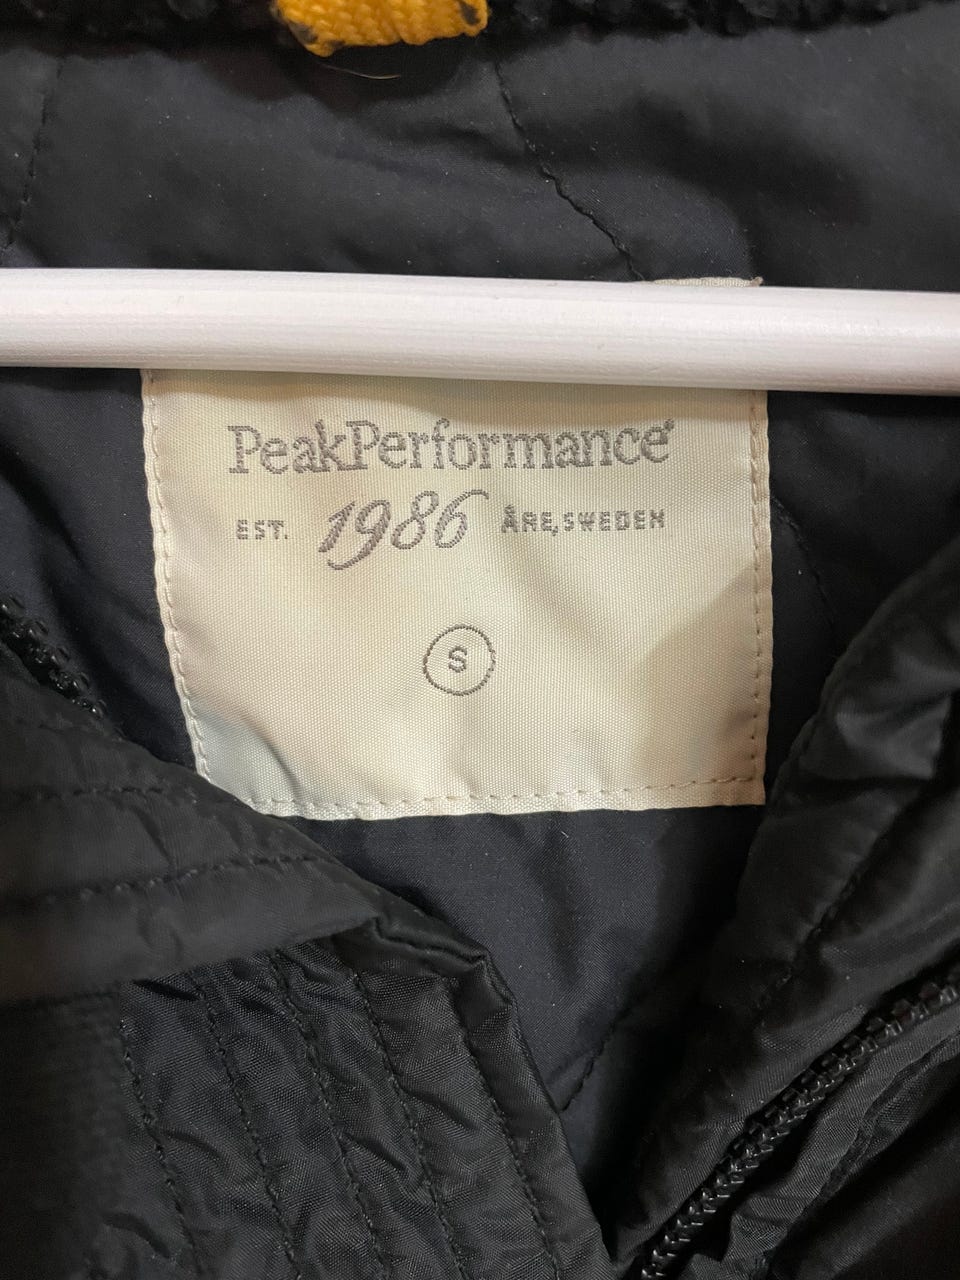 PeakPerformance®
EST. 1986 ÅRE, SWEDEN
S